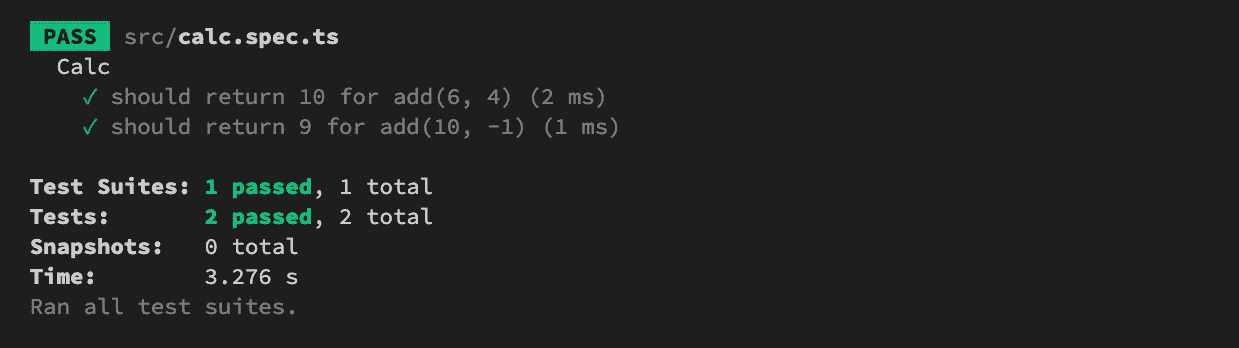 PASS src/calc.spec.ts
Calc
✓ should return 10 for add(6, 4) (2 ms)
✓ should return 9 for add(10, -1) (1 ms)
Test Suites: 1 passed, 1 total
Tests: 2 passed, 2 total
Snapshots: 0 total
Time: 3.276 s
Ran all test suites.